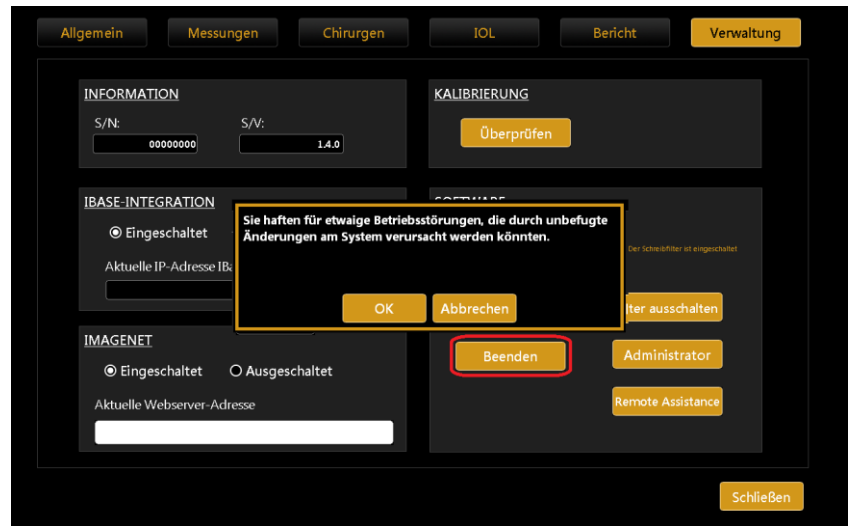 Allgemein Messungen Chirurgen IOL Bericht Verwaltung
INFORMATION
S/N: S/V:
00000000 1.4.0
KALIBRIERUNG
Überprüfen
IBASE-INTEGRATION
Eingeschaltet
Aktuelle IP-Adresse
SOFTWARE
Der Schreibfilter ist eingeschaltet
Sie haften für etwaige Betriebsstörungen, die durch unbefugte
Änderungen am System verursacht werden könnten.
OK Abbrechen
ausschalten
Beenden Administrator
Remote Assistance
IMAGENET
Eingeschaltet Ausgeschaltet
Aktuelle Webserver-Adresse
Schließen